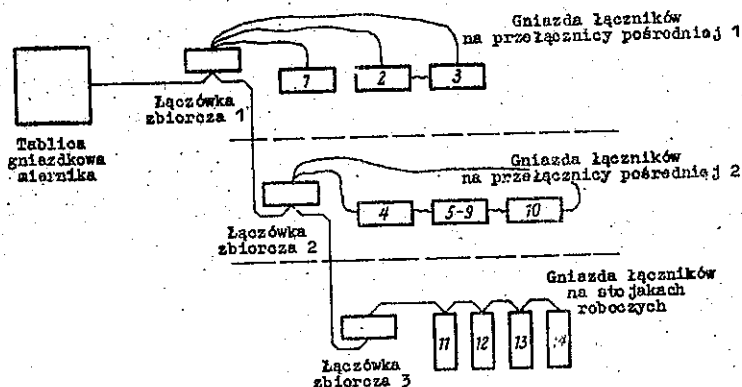 Gniazda łączników
na przełącznicy pośredniej 1
1
2
3
Łączówka
zbiorcza 1
Tablica
gniazdkowa
miernika
Gniazda łączników
na przełącznicy pośredniej 2
4
5-9
10
Łączówka
zbiorcza 2
Gniazda łączników
na stojakach
roboczych
11
12
13
14
Łączówka
zbiorcza 3